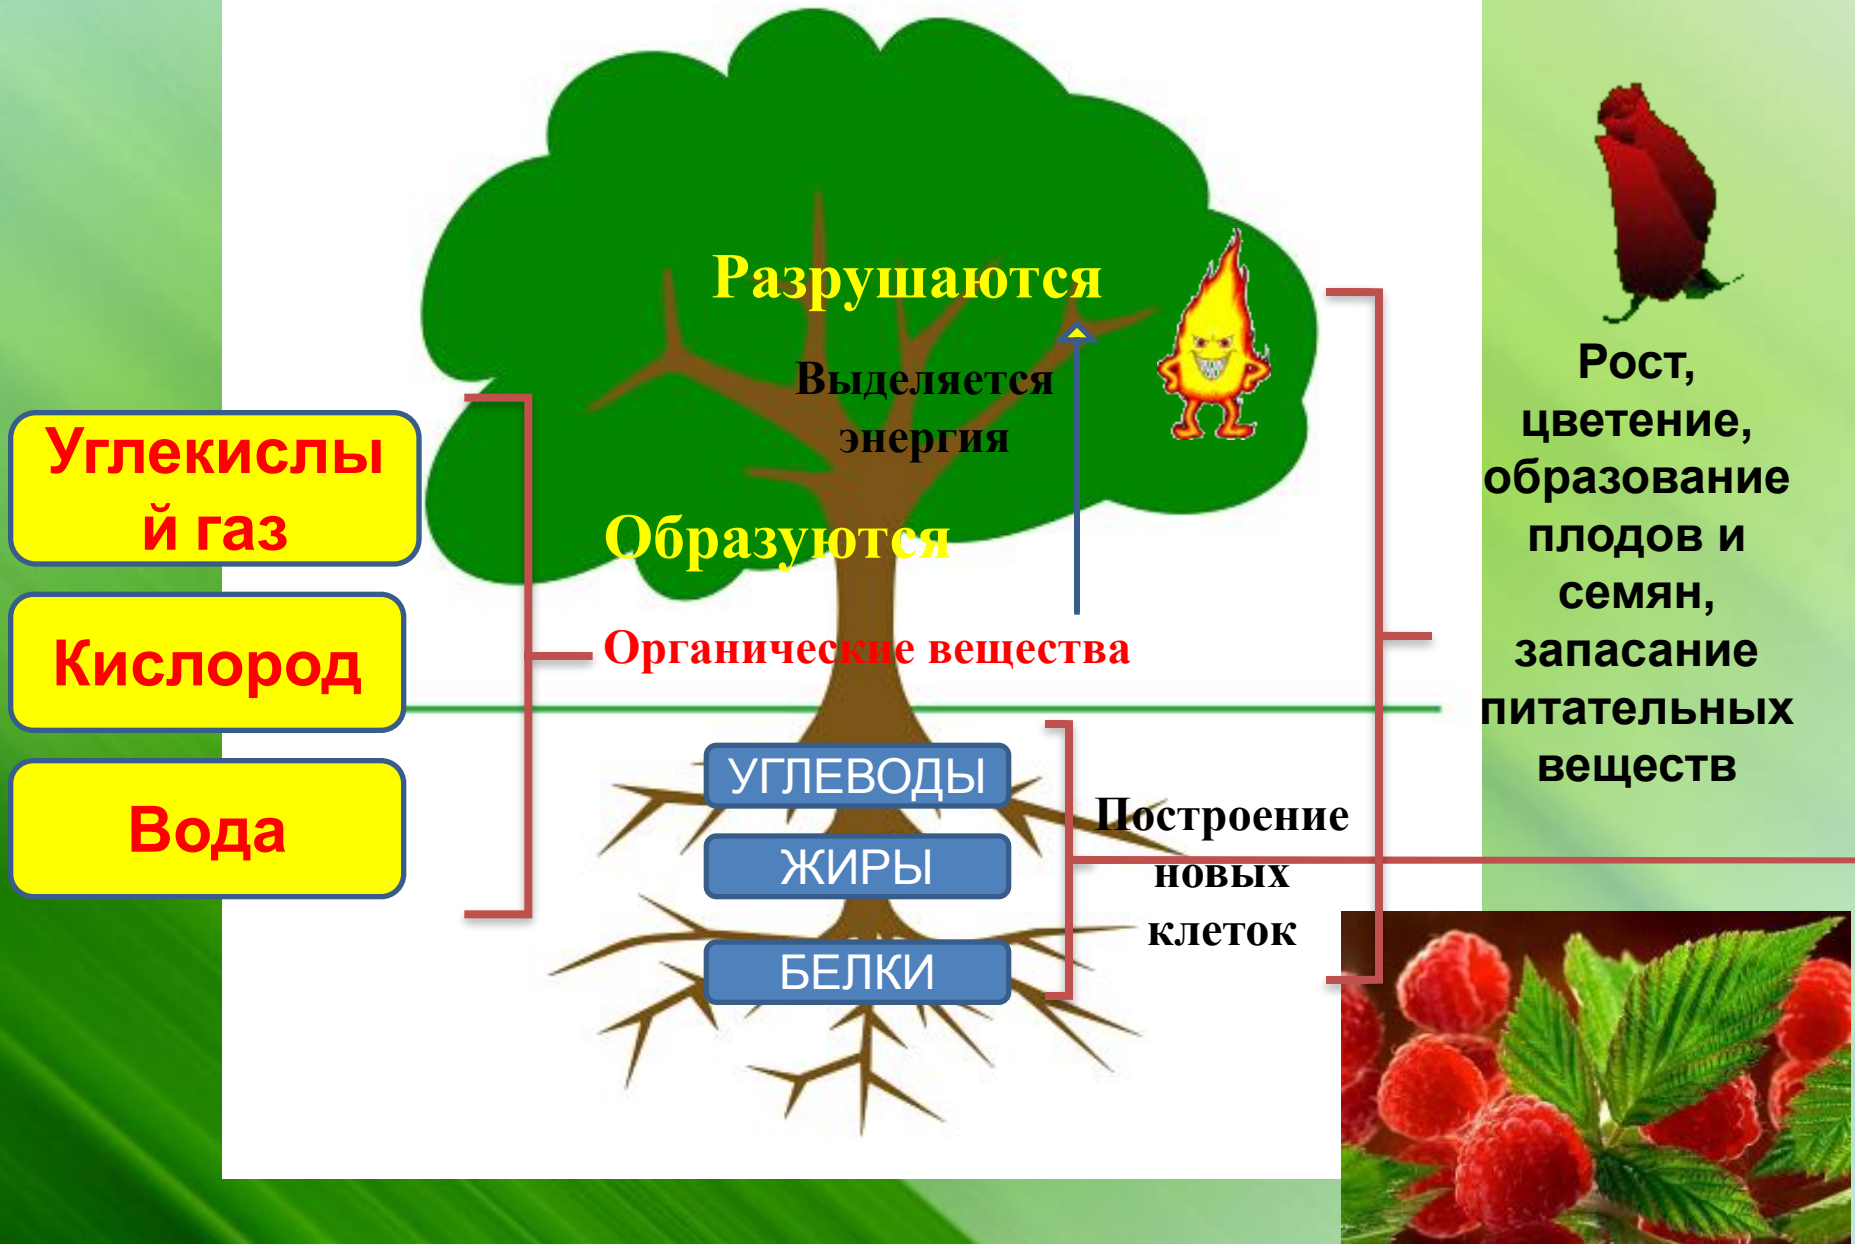 Разрушаются
Выделяется
энергия
Углекислы
й газ
Образуются
Кислород
Органические вещества
Вода
УГЛЕВОДЫ
ЖИРЫ
БЕЛКИ
Построение
новых
клеток
Рост,
цветение,
образование
плодов и
семян,
запасание
питательных
веществ